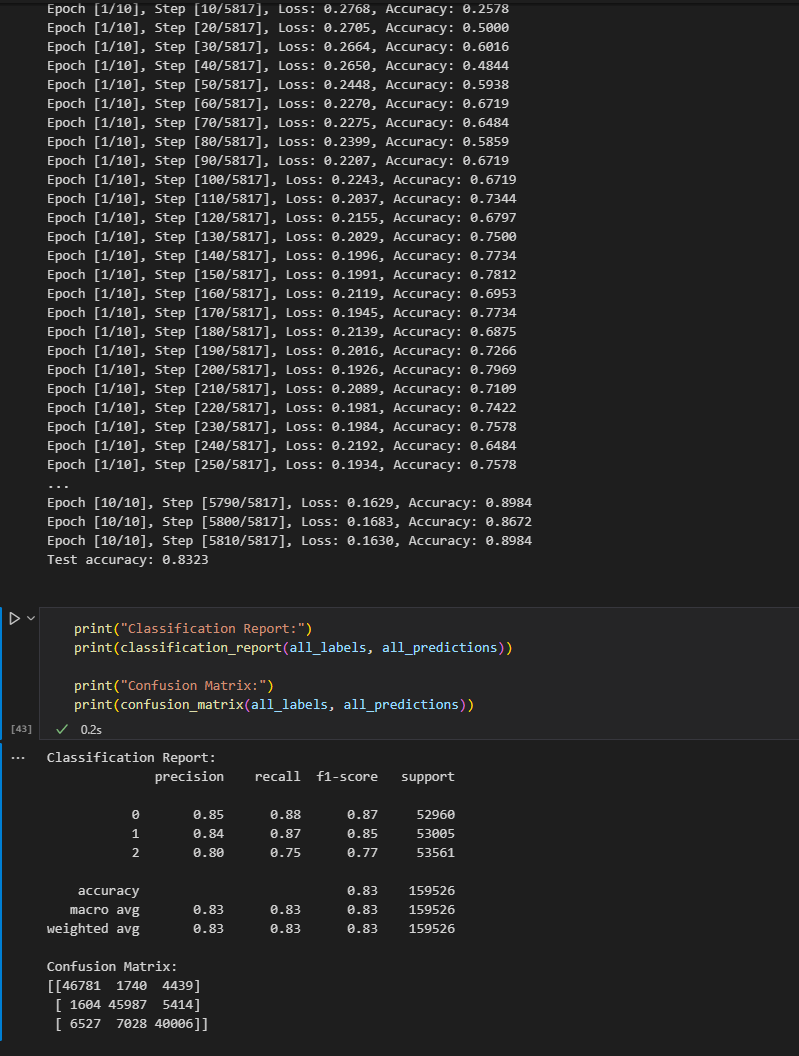 Epoch [1/10], Step [10/5817], Loss: 0.2768, Accuracy: 0.2578
Epoch [1/10], Step [20/5817], Loss: 0.2705, Accuracy: 0.5000
Epoch [1/10], Step [30/5817], Loss: 0.2664, Accuracy: 0.6016
Epoch [1/10], Step [40/5817], Loss: 0.2650, Accuracy: 0.4844
Epoch [1/10], Step [50/5817], Loss: 0.2448, Accuracy: 0.5938
Epoch [1/10], Step [60/5817], Loss: 0.2270, Accuracy: 0.6719
Epoch [1/10], Step [70/5817], Loss: 0.2275, Accuracy: 0.6484
Epoch [1/10], Step [80/5817], Loss: 0.2399, Accuracy: 0.5859
Epoch [1/10], Step [90/5817], Loss: 0.2207, Accuracy: 0.6719
Epoch [1/10], Step [100/5817], Loss: 0.2243, Accuracy: 0.6719
Epoch [1/10], Step [110/5817], Loss: 0.2037, Accuracy: 0.7344
Epoch [1/10], Step [120/5817], Loss: 0.2155, Accuracy: 0.6797
Epoch [1/10], Step [130/5817], Loss: 0.2029, Accuracy: 0.7500
Epoch [1/10], Step [140/5817], Loss: 0.1996, Accuracy: 0.7734
Epoch [1/10], Step [150/5817], Loss: 0.1991, Accuracy: 0.7812
Epoch [1/10], Step [160/5817], Loss: 0.2119, Accuracy: 0.6953
Epoch [1/10], Step [170/5817], Loss: 0.1945, Accuracy: 0.7734
Epoch [1/10], Step [180/5817], Loss: 0.2139, Accuracy: 0.6875
Epoch [1/10], Step [190/5817], Loss: 0.2016, Accuracy: 0.7266
Epoch [1/10], Step [200/5817], Loss: 0.1926, Accuracy: 0.7969
Epoch [1/10], Step [210/5817], Loss: 0.2089, Accuracy: 0.7109
Epoch [1/10], Step [220/5817], Loss: 0.1981, Accuracy: 0.7422
Epoch [1/10], Step [230/5817], Loss: 0.1984, Accuracy: 0.7578
Epoch [1/10], Step [240/5817], Loss: 0.2192, Accuracy: 0.6484
Epoch [1/10], Step [250/5817], Loss: 0.1934, Accuracy: 0.7578
...
Epoch [10/10], Step [5790/5817], Loss: 0.1629, Accuracy: 0.8984
Epoch [10/10], Step [5800/5817], Loss: 0.1683, Accuracy: 0.8672
Epoch [10/10], Step [5810/5817], Loss: 0.1630, Accuracy: 0.8984
Test accuracy: 0.8323
print("Classification Report:")
print(classification_report(all_labels, all_predictions))
print("Confusion Matrix:")
print(confusion_matrix(all_labels, all_predictions))
[43] 0.2s
Classification Report:
precision recall f1-score support
0 0.85 0.88 0.87 52960
1 0.84 0.87 0.85 53005
2 0.80 0.75 0.77 53561
accuracy 0.83 159526
macro avg 0.83 0.83 0.83 159526
weighted avg 0.83 0.83 0.83 159526
Confusion Matrix:
[[46781 1740 4439]
[ 1604 45987 5414]
[ 6527 7028 40006]]